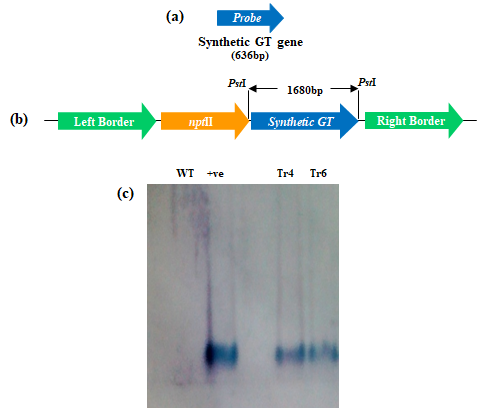 (a) Probe
Synthetic GT gene
(636bp)
PstI 1680bp PstI
(b) Left Border nptII Synthetic GT Right Border
WT +ve Tr4 Tr6
(c)